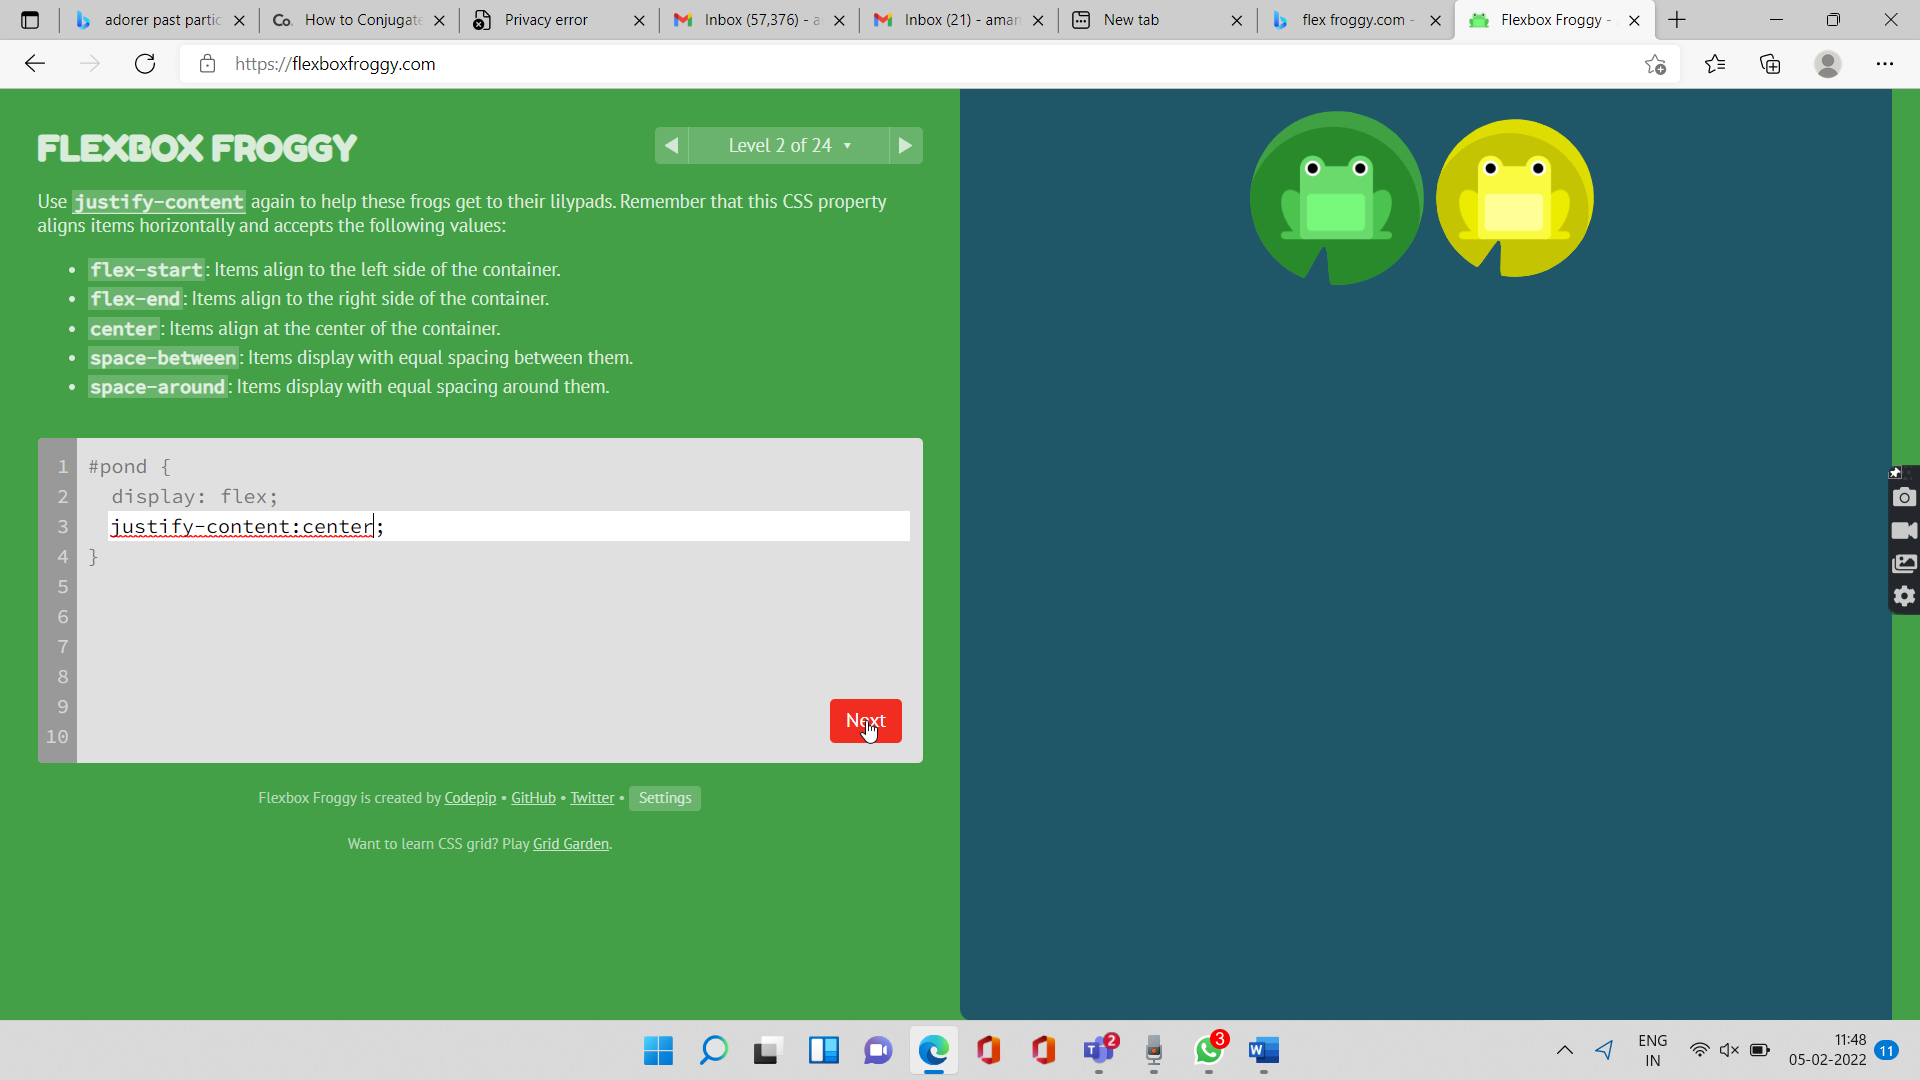 adorer past partic
Co. How to Conjugate
Privacy error
Inbox (57,376) - a
Inbox (21) - aman
New tab
flex froggy.com -
Flexbox Froggy -
https://flexboxfroggy.com
FLEXBOX FROGGY
Level 2 of 24
Use justify-content again to help these frogs get to their lilypads. Remember that this CSS property
aligns items horizontally and accepts the following values:
• flex-start: Items align to the left side of the container.
• flex-end: Items align to the right side of the container.
• center: Items align at the center of the container.
• space-between: Items display with equal spacing between them.
• space-around: Items display with equal spacing around them.
1 #pond {
2 display: flex;
3 justify-content:center;
4 }
5
6
7
8
9
10
Next
Flexbox Froggy is created by Codepip • GitHub • Twitter • Settings
Want to learn CSS grid? Play Grid Garden.
2
3
ENG
IN
11:48
05-02-2022
11